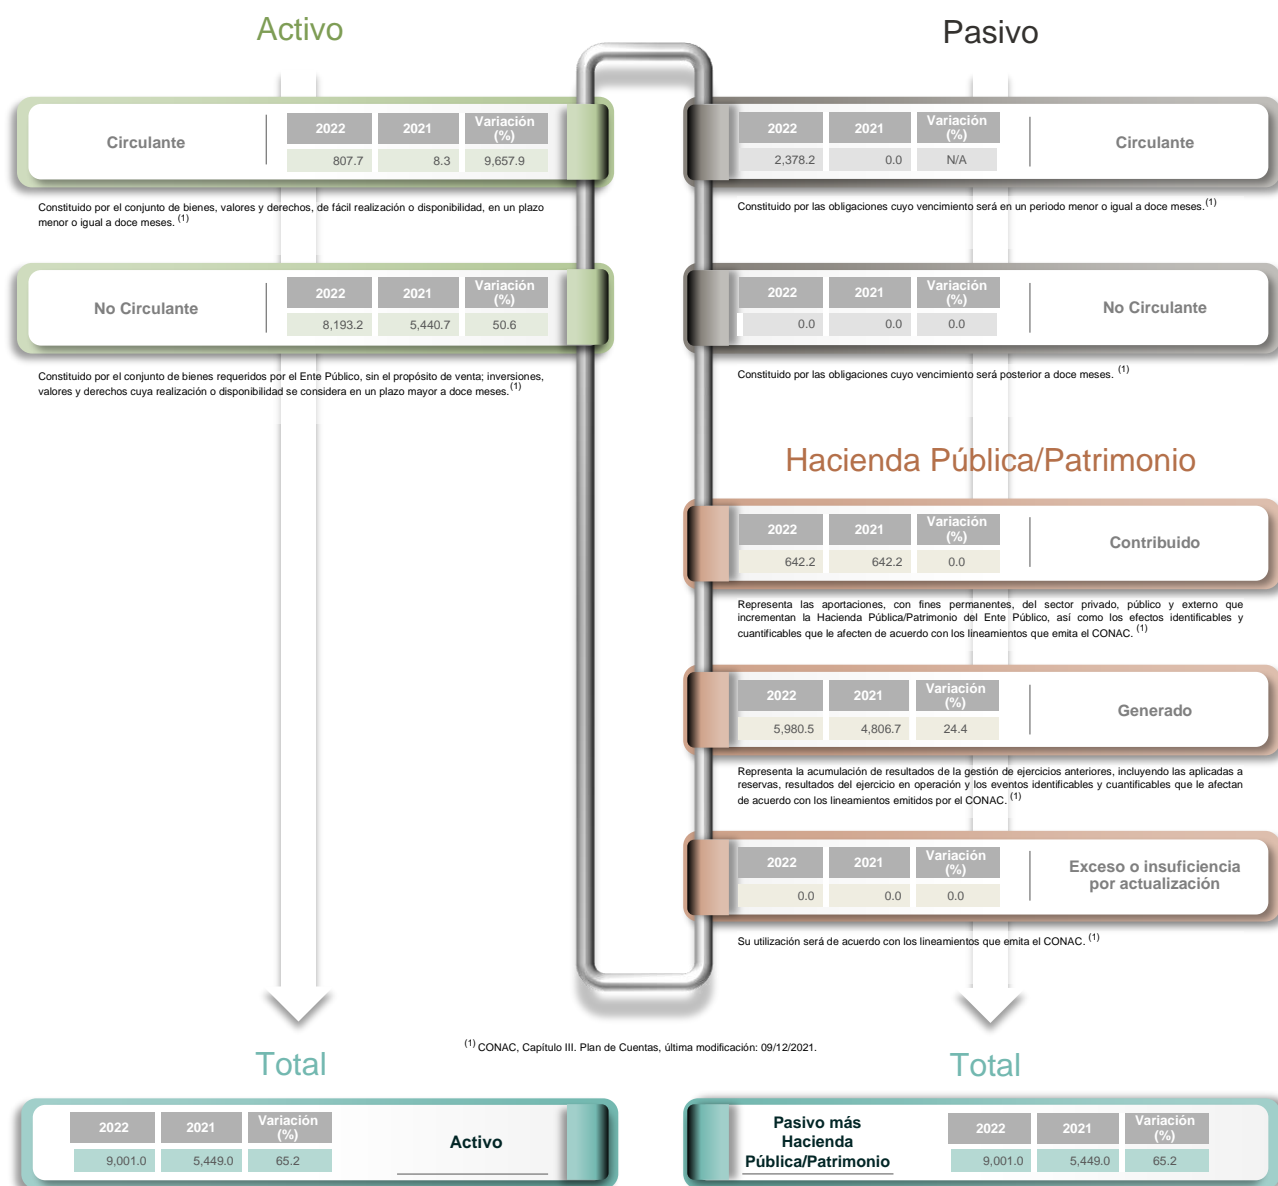 Activo
Circulante
2022 2021 Variación (%)
807.7 8.3 9,657.9
Constituido por el conjunto de bienes, valores y derechos, de fácil realización o disponibilidad, en un plazo
menor o igual a doce meses. (1)
No Circulante
2022 2021 Variación (%)
8,193.2 5,440.7 50.6
Constituido por el conjunto de bienes requeridos por el Ente Público, sin el propósito de venta; inversiones,
valores y derechos cuya realización o disponibilidad se considera en un plazo mayor a doce meses. (1)
Pasivo
2022 2021 Variación (%)
2,378.2 0.0 N/A
Circulante
Constituido por las obligaciones cuyo vencimiento será en un periodo menor o igual a doce meses. (1)
2022 2021 Variación (%)
0.0 0.0 0.0
No Circulante
Constituido por las obligaciones cuyo vencimiento será posterior a doce meses. (1)
Hacienda Pública/Patrimonio
2022 2021 Variación (%)
642.2 642.2 0.0
Contribuido
Representa las aportaciones, con fines permanentes, del sector privado, público y externo que
incrementan la Hacienda Pública/Patrimonio del Ente Público, así como los efectos identificables y
cuantificables que le afecten de acuerdo con los lineamientos que emita el CONAC. (1)
2022 2021 Variación (%)
5,980.5 4,806.7 24.4
Generado
Representa la acumulación de resultados de la gestión de ejercicios anteriores, incluyendo las aplicadas a
reservas, resultados del ejercicio en operación y los eventos identificables y cuantificables que le afectan
de acuerdo con los lineamientos emitidos por el CONAC. (1)
2022 2021 Variación (%)
0.0 0.0 0.0
Exceso o insuficiencia
por actualización
Su utilización será de acuerdo con los lineamientos que emita el CONAC. (1)
(1) CONAC, Capítulo III. Plan de Cuentas, última modificación: 09/12/2021.
Total
2022 2021 Variación (%)
9,001.0 5,449.0 65.2
Activo
Total
Pasivo más
Hacienda
Pública/Patrimonio
2022 2021 Variación (%)
9,001.0 5,449.0 65.2